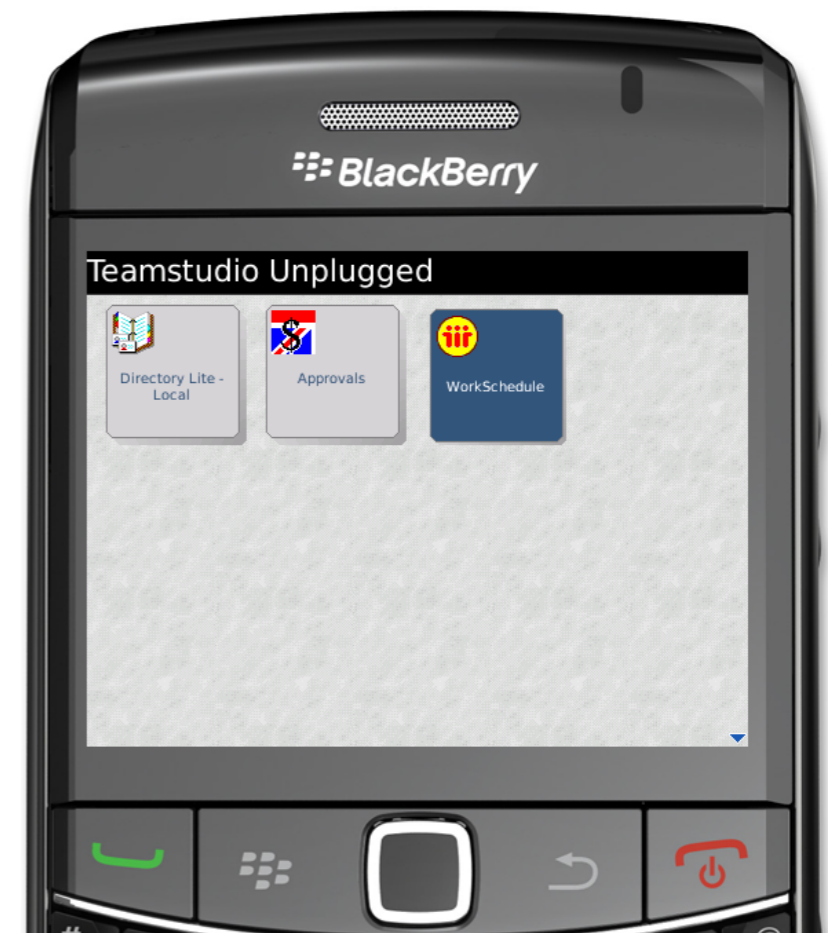 BlackBerry
Teamstudio Unplugged
Directory Lite -
Local
Approvals
WorkSchedule
#